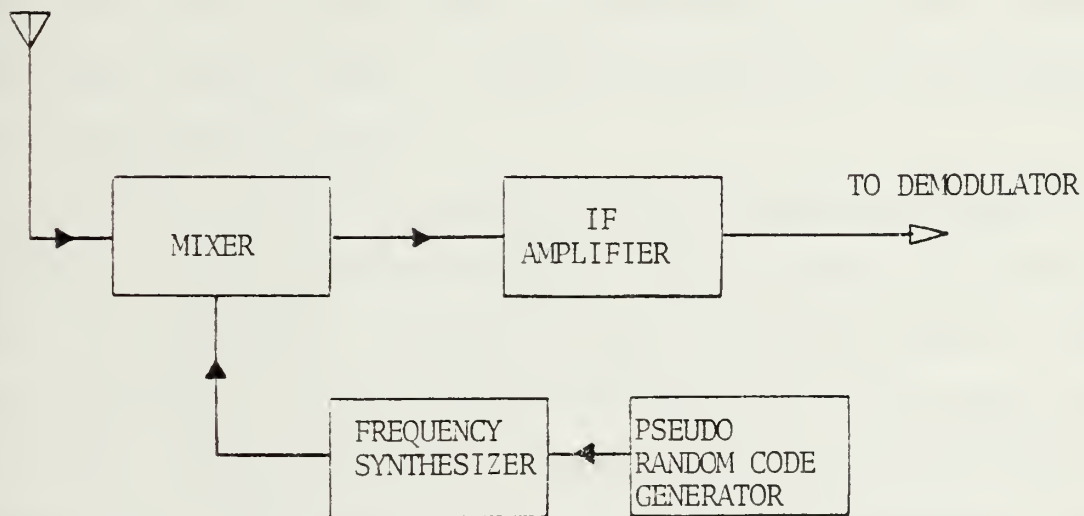 TO DEMODULATOR
MIXER
IF
AMPLIFIER
FREQUENCY
SYNTHESIZER
PSEUDO
RANDOM CODE
GENERATOR